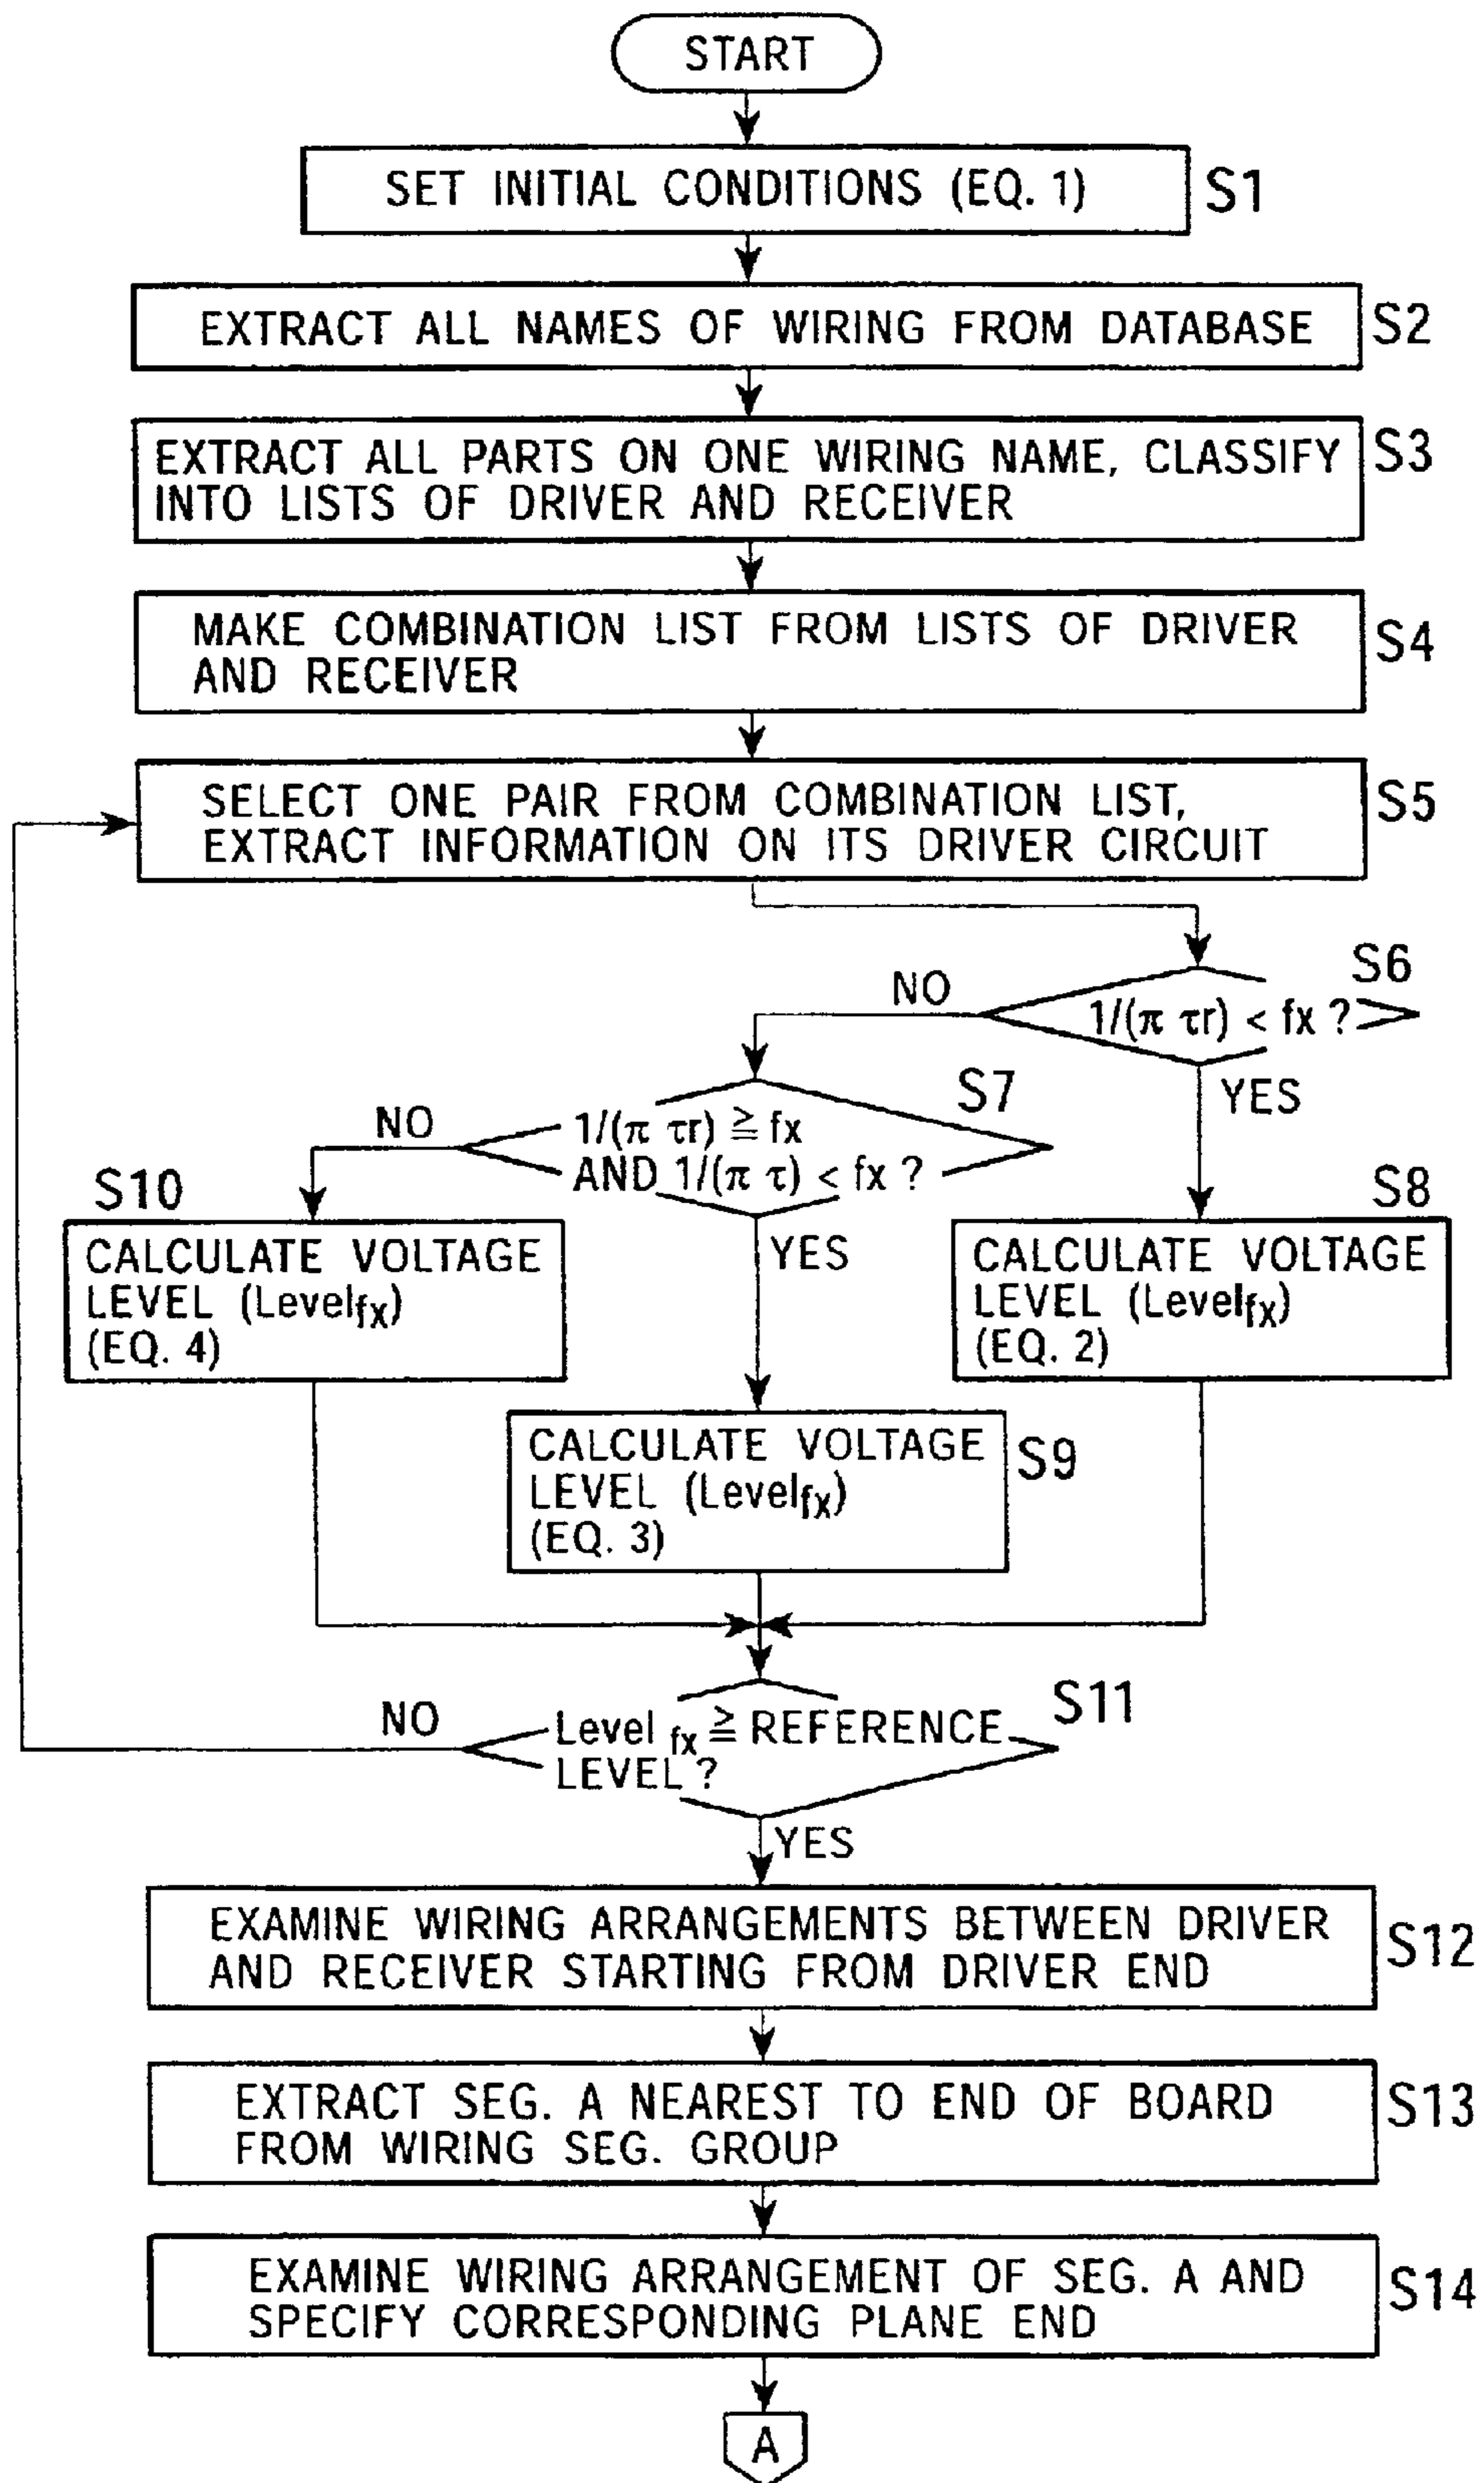 START
SET INITIAL CONDITIONS (EQ. 1)
S1
EXTRACT ALL NAMES OF WIRING FROM DATABASE
S2
EXTRACT ALL PARTS ON ONE WIRING NAME, CLASSIFY
INTO LISTS OF DRIVER AND RECEIVER
S3
MAKE COMBINATION LIST FROM LISTS OF DRIVER
AND RECEIVER
S4
SELECT ONE PAIR FROM COMBINATION LIST,
EXTRACT INFORMATION ON ITS DRIVER CIRCUIT
S5
S6
1/(π τr) < fx ?
NO
YES
S7
1/(π τr) ≧ fx
AND 1/(π τ) < fx ?
NO
YES
S10
CALCULATE VOLTAGE
LEVEL (Levelfx)
(EQ. 4)
S8
CALCULATE VOLTAGE
LEVEL (Levelfx)
(EQ. 2)
CALCULATE VOLTAGE
LEVEL (Levelfx)
(EQ. 3)
S9
S11
Level fx ≧ REFERENCE
LEVEL ?
NO
YES
EXAMINE WIRING ARRANGEMENTS BETWEEN DRIVER
AND RECEIVER STARTING FROM DRIVER END
S12
EXTRACT SEG. A NEAREST TO END OF BOARD
FROM WIRING SEG. GROUP
S13
EXAMINE WIRING ARRANGEMENT OF SEG. A AND
SPECIFY CORRESPONDING PLANE END
S14
A